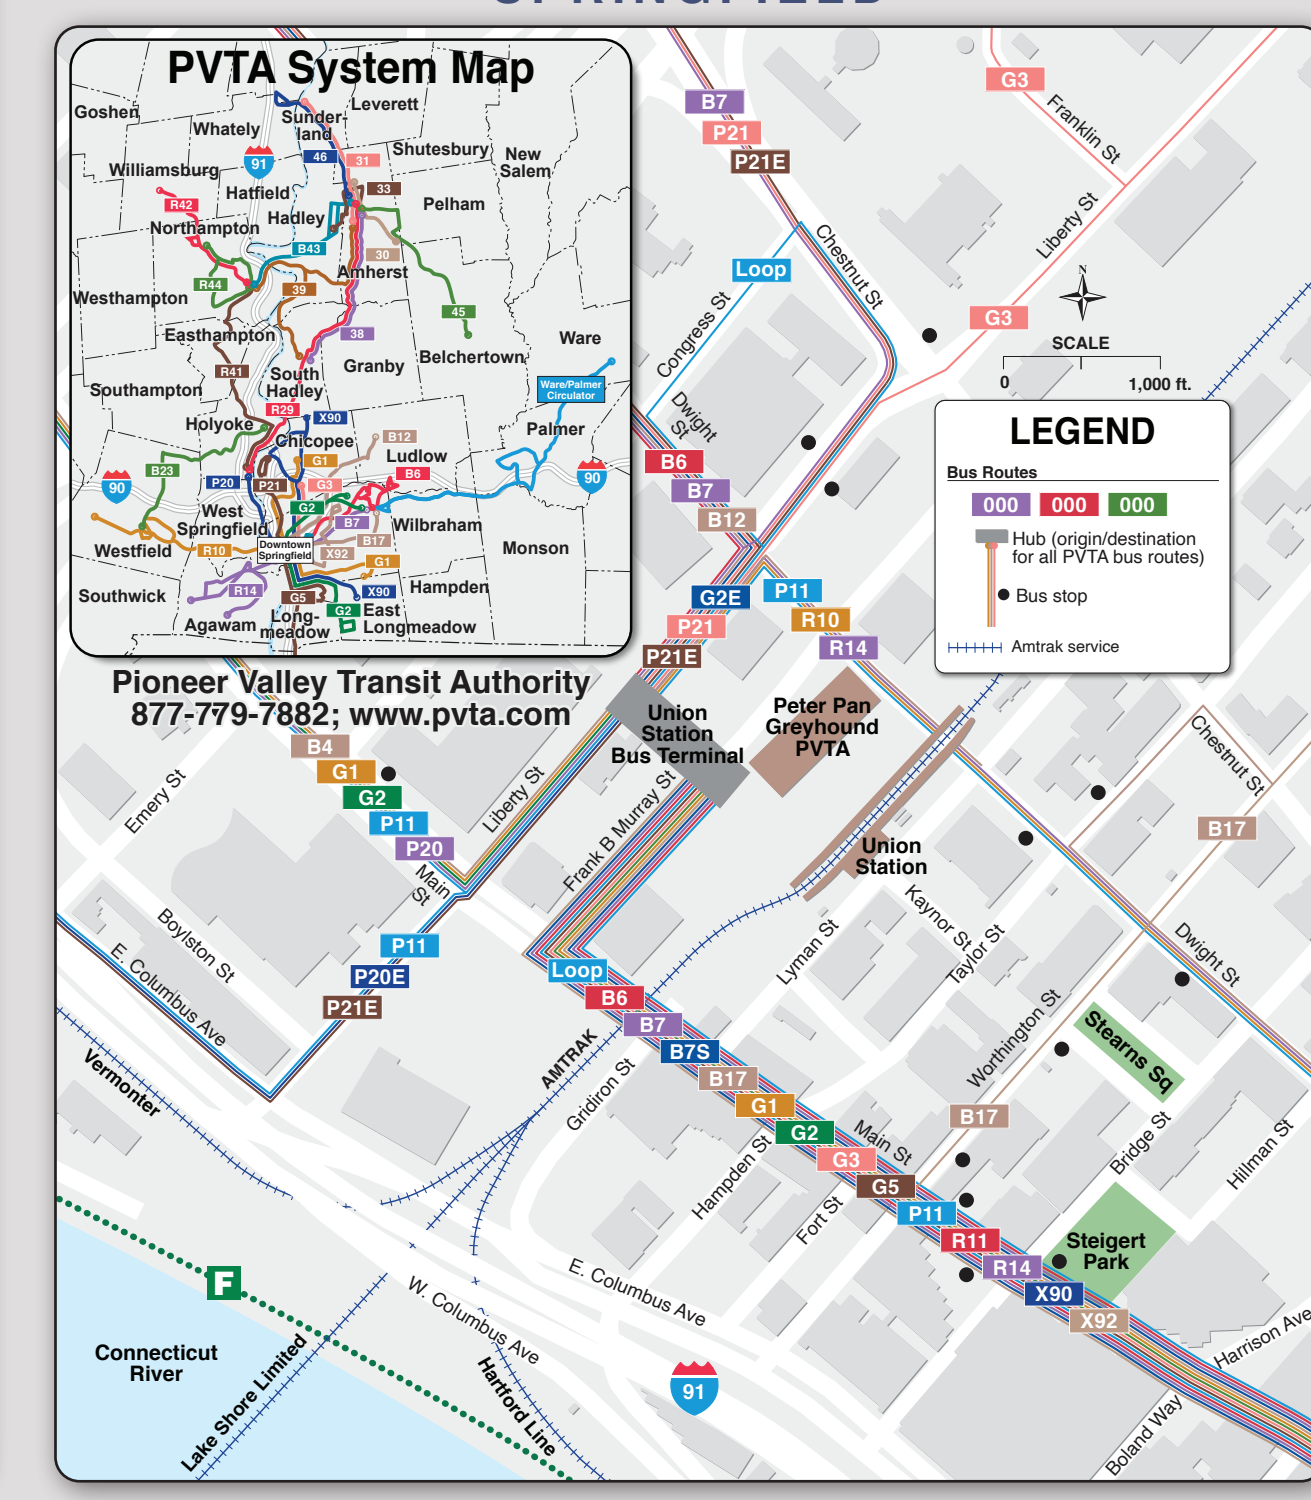 SPRINGFIELD
PVTA System Map
Goshen
Whately
Sunder-
land
Leverett
Shutesbury
New
Salem
Williamsburg
Hatfield
Hadley
Pelham
Northampton
Amherst
Westhampton
Easthampton
Granby
Belchertown
Ware
Southampton
South
Hadley
Holyoke
Chicopee
Ludlow
Palmer
West
Springfield
Wilbraham
Westfield
Monson
Southwick
Hampden
Agawam
Long-
meadow
East
Longmeadow
Downtown
Springfield
Ware/Palmer
Circulator
91
46
31
33
R42
B43
30
R44
39
45
38
R41
R29
X90
B12
G1
B6
B23
P20
P21
G3
G2
B7
90
90
R10
X92
B17
G1
R14
G5
X90
G2
Pioneer Valley Transit Authority
877-779-7882; www.pvta.com
B7
P21
P21E
G3
Franklin St
Liberty St
Loop
Chestnut St
Congress St
G3
Dwight
St
N
SCALE
0
1,000 ft.
LEGEND
Bus Routes
000
000
000
Hub (origin/destination
for all PVTA bus routes)
Bus stop
Amtrak service
B6
B7
B12
G2E
P21
P21E
P11
R10
R14
Union
Station
Bus Terminal
Peter Pan
Greyhound
PVTA
Union
Station
B4
G1
G2
P11
P20
Emery St
Liberty St
Main
St
Frank B Murray St
Chestnut St
B17
Boylston St
E. Columbus Ave
P11
P20E
P21E
Kaynor St
Taylor St
Lyman St
Dwight St
Worthington St
Stearns Sq
Loop
B6
B7
B7S
B17
G1
G2
G3
G5
P11
R11
R14
X90
X92
Vermonter
AMTRAK
Gridiron St
Hampden St
Main St
Fort St
B17
Bridge St
Hillman St
Steigert
Park
F
E. Columbus Ave
W. Columbus Ave
Connecticut
River
Lake Shore Limited
Hartford Line
91
Harrison Ave
Boland Way